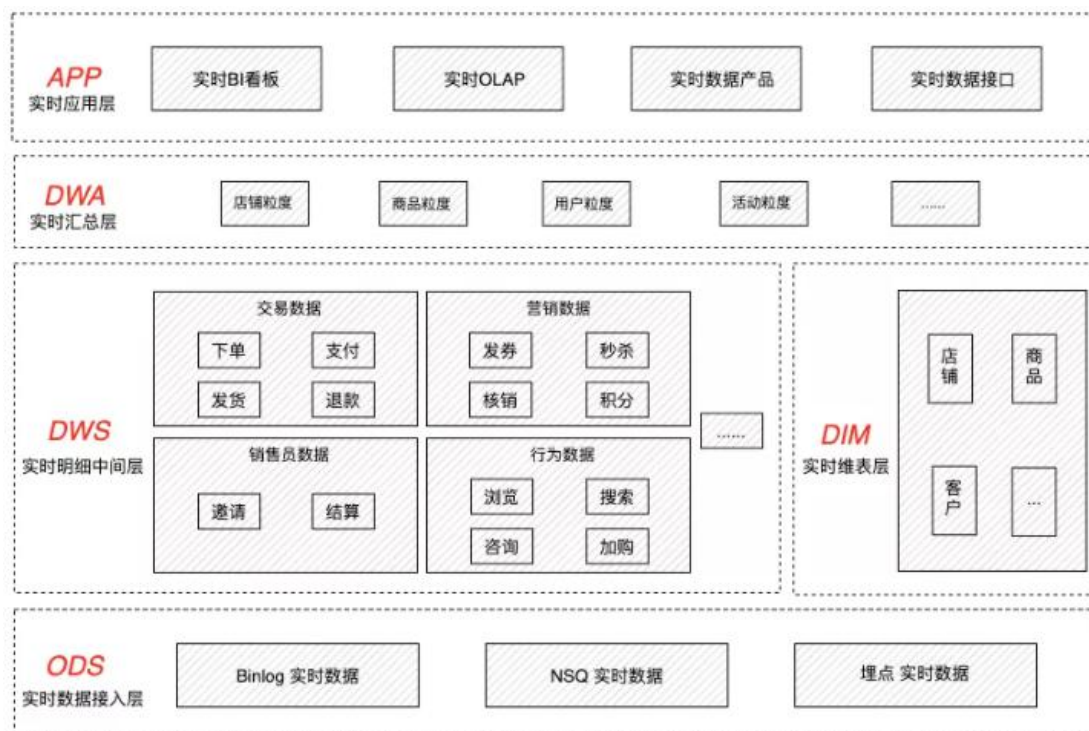 APP
实时应用层
实时BI看板
实时OLAP
实时数据产品
实时数据接口
DWA
实时汇总层
店铺粒度
商品粒度
用户粒度
活动粒度
......
DWS
实时明细中间层
交易数据
下单
支付
发货
退款
营销数据
发券
秒杀
核销
积分
销售员数据
邀请
结算
行为数据
浏览
搜索
咨询
加购
......
DIM
实时维表层
店铺
商品
客户
...
ODS
实时数据接入层
Binlog 实时数据
NSQ 实时数据
埋点 实时数据